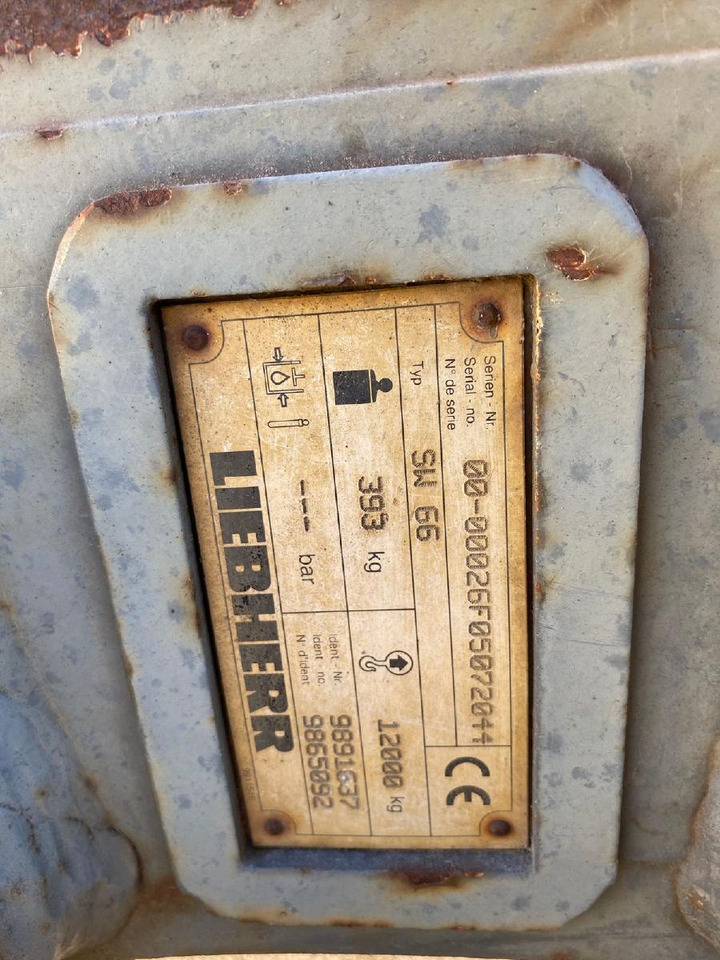 Serien - Nr.
Serial - no.
N° de série
00-00026F05072044
Typ
SW 66
CE
393 kg
12000 kg
--- bar
Ident - Nr.
Ident - no.
N° d'ident
9891637
9865092
LIEBHERR